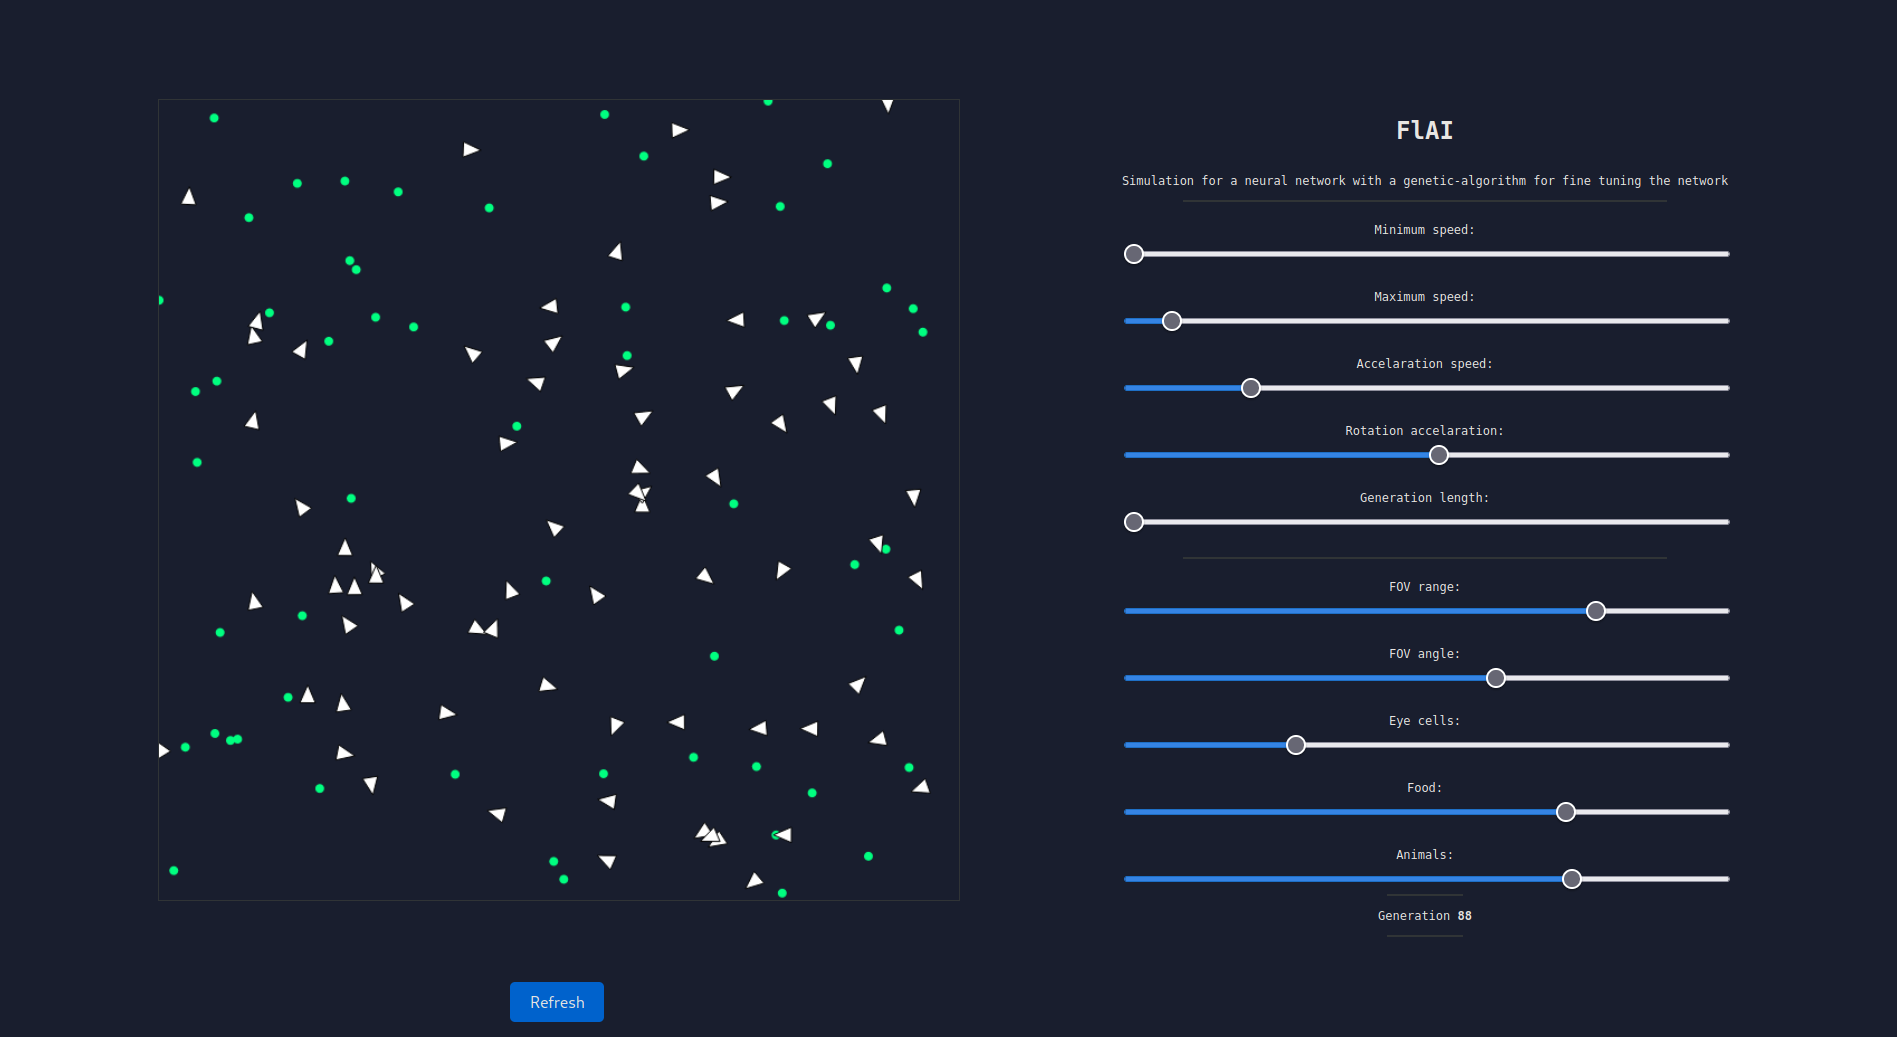 FlAI
Simulation for a neural network with a genetic-algorithm for fine tuning the network
Minimum speed:
Maximum speed:
Accelaration speed:
Rotation accelaration:
Generation length:
FOV range:
FOV angle:
Eye cells:
Food:
Animals:
Generation 88
Refresh